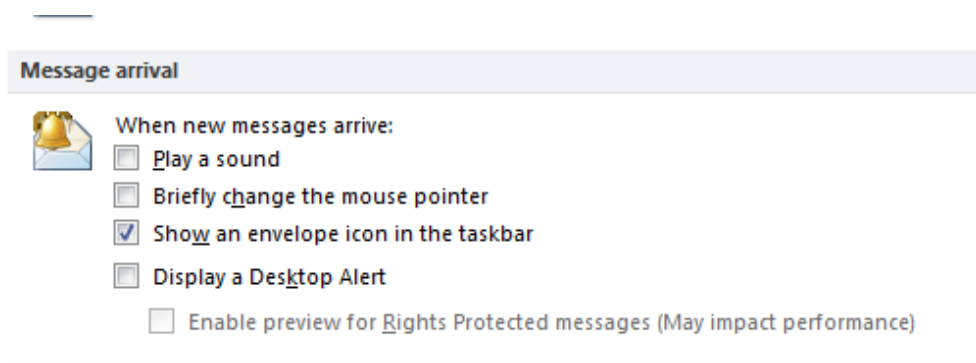 Message arrival
When new messages arrive:
Play a sound
Briefly change the mouse pointer
Show an envelope icon in the taskbar
Display a Desktop Alert
Enable preview for Rights Protected messages (May impact performance)